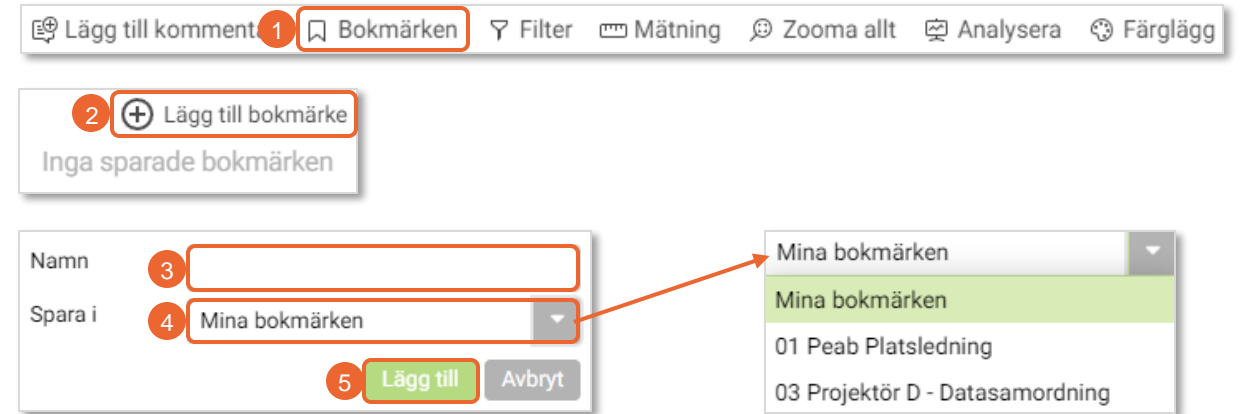 Lägg till komment 1 Bokmärken Filter Mätning Zooma allt Analysera Färglägg
2 Lägg till bokmärke
Inga sparade bokmärken
Namn 3
Spara i 4 Mina bokmärken
5 Lägg till Avbryt
Mina bokmärken
Mina bokmärken
01 Peab Platsledning
03 Projektör D - Datasamordning